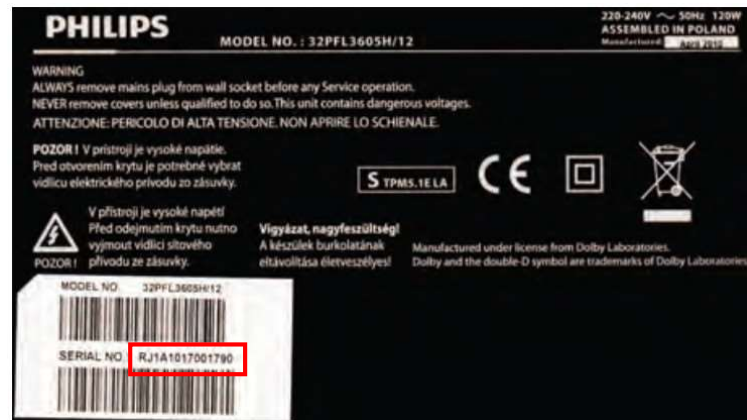 PHILIPS
MODEL NO. : 32PFL3605H/12
220-240V ~ 50Hz 120W
ASSEMBLED IN POLAND
Manufactured: April 2012
WARNING
ALWAYS remove mains plug from wall socket before any Service operation.
NEVER remove covers unless qualified to do so. This unit contains dangerous voltages.
ATTENZIONE: PERICOLO DI ALTA TENSIONE. NON APRIRE LO SCHIENALE.
POZOR ! V prístroji je vysoké napätie.
Pred otvorením krytu je potrebné vybrat
vidlicu elektrického prívodu zo zásuvky.
S TPM5.1E LA
CE
V přístroji je vysoké napětí
Před odejmutím krytu nutno
vyjmout vidlici síťového
přívodu ze zásuvky.
POZOR !
Vigyázat, nagyfeszültség!
A készülék burkolatának
eltávolítása életveszélyes!
Manufactured under license from Dolby Laboratories.
Dolby and the double-D symbol are trademarks of Dolby Laboratories
MODEL NO. 32PFL3605H/12
SERIAL NO. RJ1A1017001790